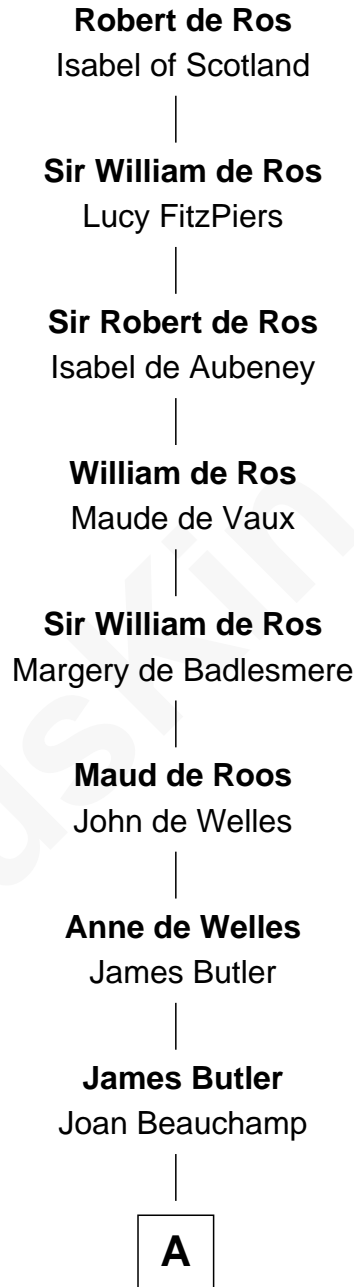 Robert de Ros
Isabel of Scotland
Sir William de Ros
Lucy FitzPiers
Sir Robert de Ros
Isabel de Aubeney
William de Ros
Maude de Vaux
Sir William de Ros
Margery de Badlesmere
Maud de Roos
John de Welles
Anne de Welles
James Butler
James Butler
Joan Beauchamp
A